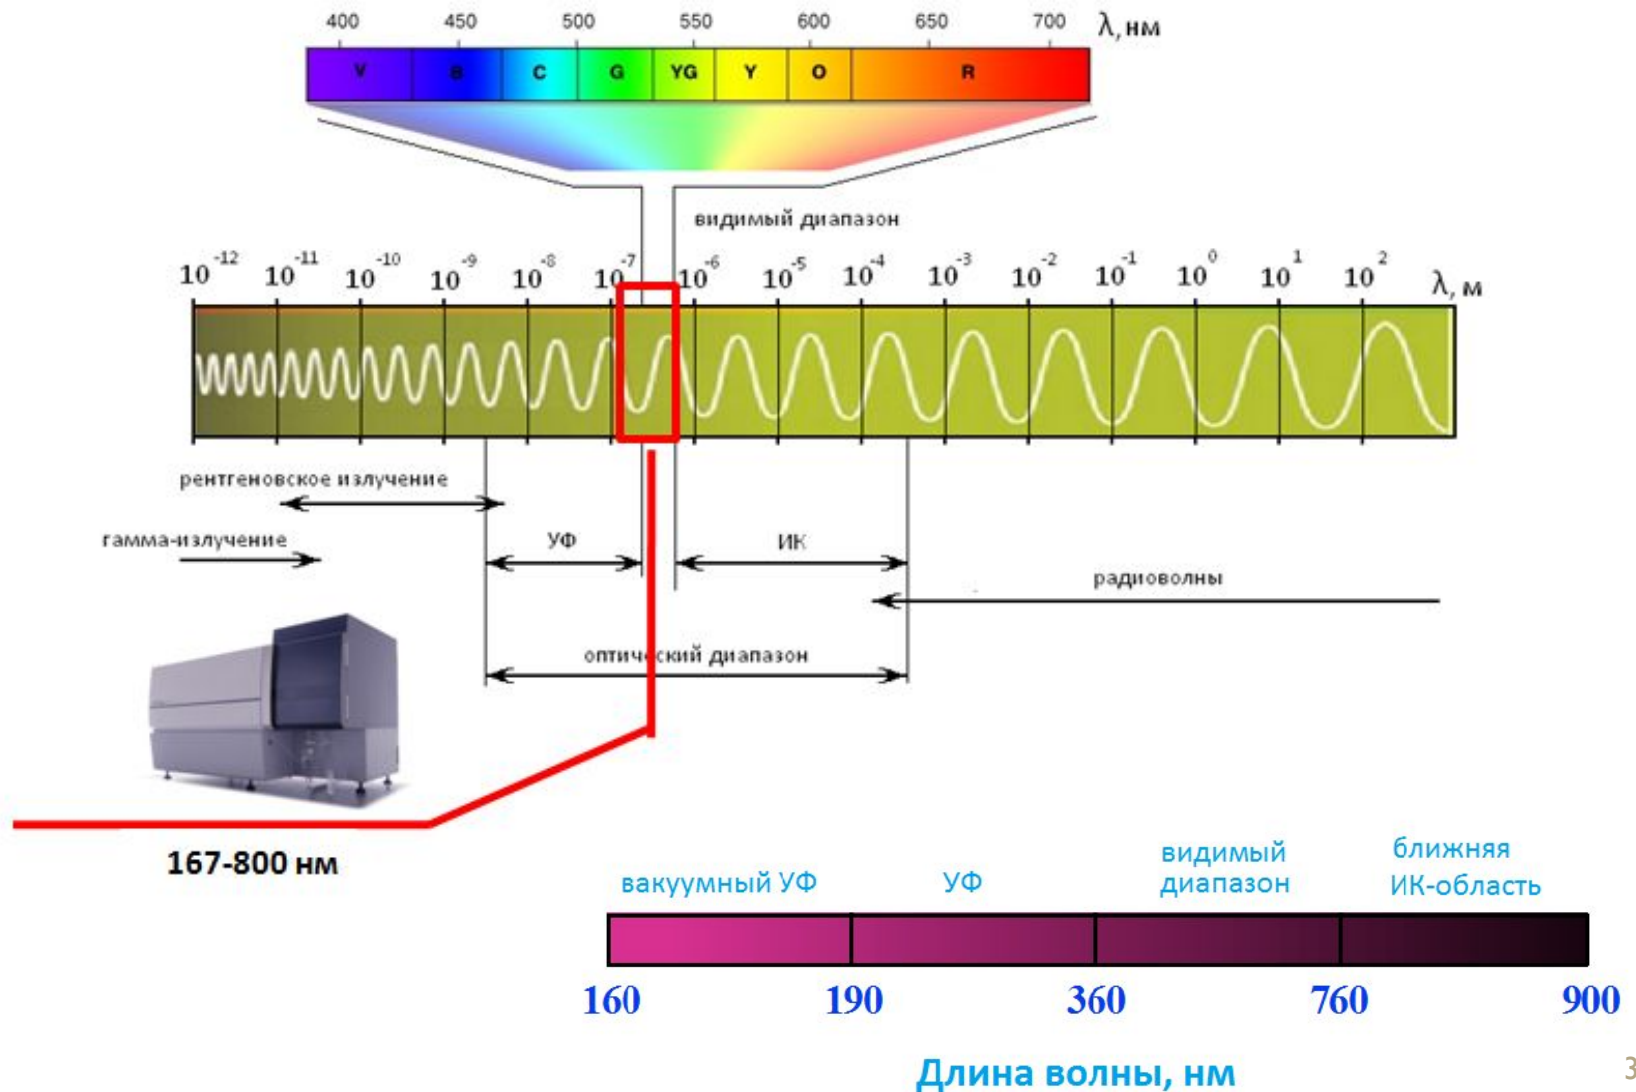 400 450 500 550 600 650 700 λ, нм
V B C G YG Y O R
видимый диапазон
10⁻¹² 10⁻¹¹ 10⁻¹⁰ 10⁻⁹ 10⁻⁸ 10⁻⁷ 10⁻⁶ 10⁻⁵ 10⁻⁴ 10⁻³ 10⁻² 10⁻¹ 10⁰ 10¹ 10² λ, м
рентгеновское излучение
гамма-излучение
УФ
ИК
радиоволны
оптический диапазон
167-800 нм
вакуумный УФ
УФ
видимый
диапазон
ближняя
ИК-область
160 190 360 760 900
Длина волны, нм
3